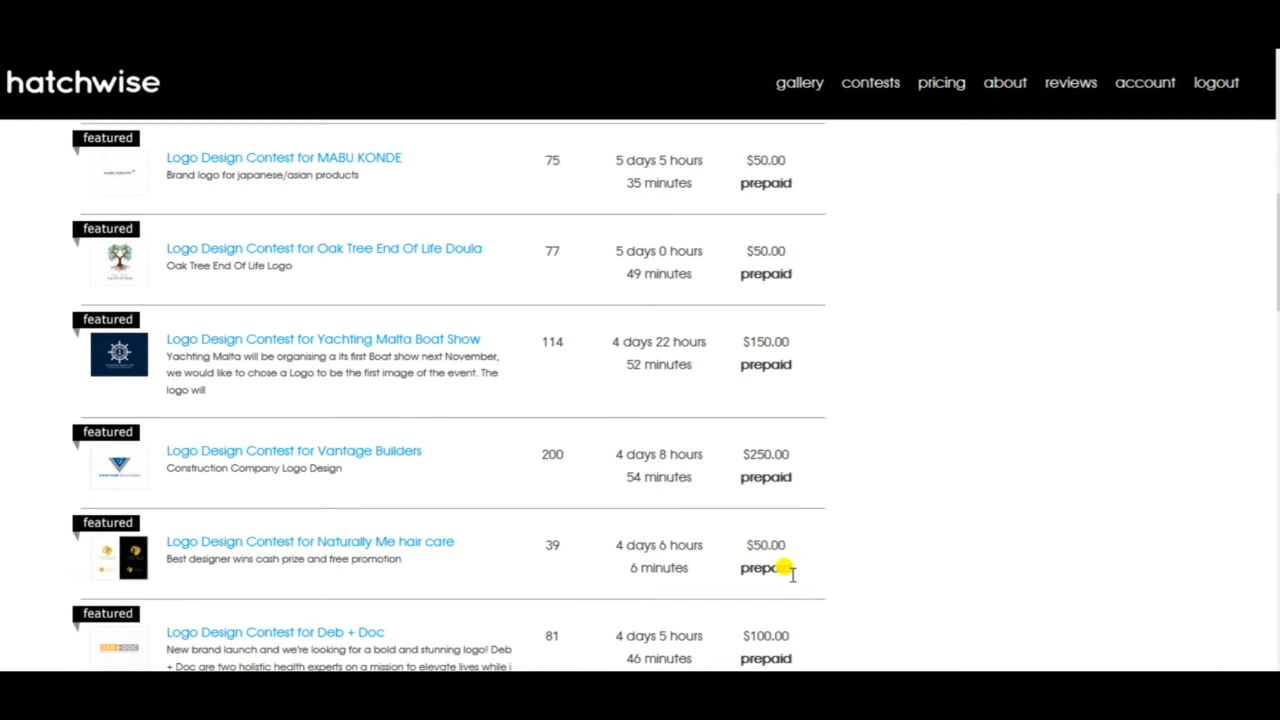 hatchwise
gallery contests pricing about reviews account logout
featured
Logo Design Contest for MABU KONDE 75 5 days 5 hours $50.00
Brand logo for japanese/asian products 35 minutes prepaid
featured
Logo Design Contest for Oak Tree End Of Life Doula 77 5 days 0 hours $50.00
Oak Tree End Of Life Logo 49 minutes prepaid
featured
Logo Design Contest for Yachting Malta Boat Show 114 4 days 22 hours $150.00
Yachting Malta will be organising a its first Boat show next November, 52 minutes prepaid
we would like to chose a Logo to be the first image of the event. The
logo will
featured
Logo Design Contest for Vantage Builders 200 4 days 8 hours $250.00
Construction Company Logo Design 54 minutes prepaid
VANTAGE BUILDERS
featured
Logo Design Contest for Naturally Me hair care 39 4 days 6 hours $50.00
Best designer wins cash prize and free promotion 6 minutes
featured
Logo Design Contest for Deb + Doc 81 4 days 5 hours $100.00
New brand launch and we're looking for a bold and stunning logo! Deb 46 minutes prepaid
DEB+DOC
+ Doc are two holistic health experts on a mission to elevate lives while i